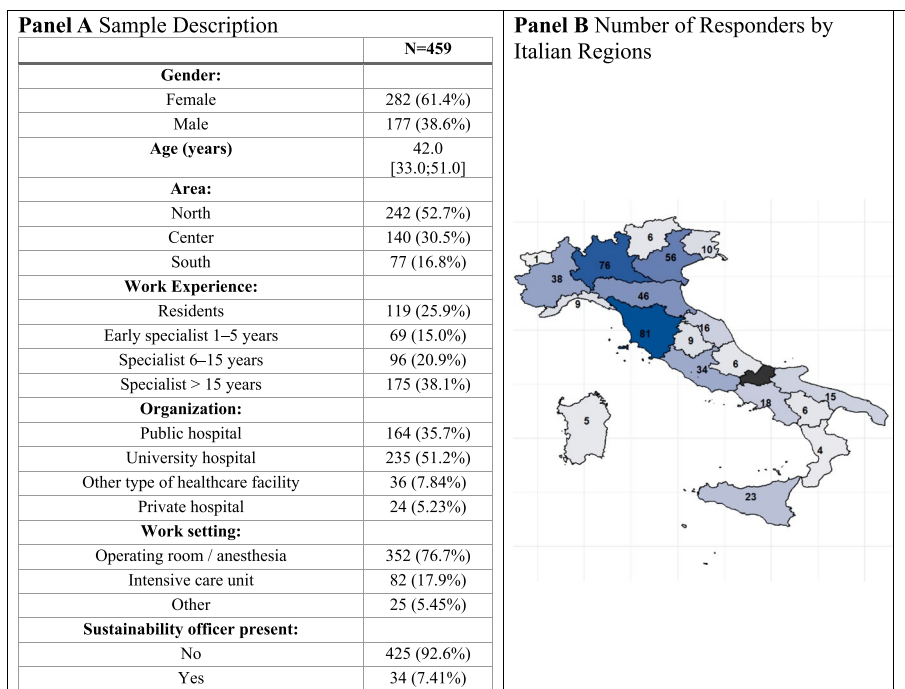 Panel A Sample Description
N=459
Gender:
Female 282 (61.4%)
Male 177 (38.6%)
Age (years) 42.0
[33.0;51.0]
Area:
North 242 (52.7%)
Center 140 (30.5%)
South 77 (16.8%)
Work Experience:
Residents 119 (25.9%)
Early specialist 1–5 years 69 (15.0%)
Specialist 6–15 years 96 (20.9%)
Specialist > 15 years 175 (38.1%)
Organization:
Public hospital 164 (35.7%)
University hospital 235 (51.2%)
Other type of healthcare facility 36 (7.84%)
Private hospital 24 (5.23%)
Work setting:
Operating room / anesthesia 352 (76.7%)
Intensive care unit 82 (17.9%)
Other 25 (5.45%)
Sustainability officer present:
No 425 (92.6%)
Yes 34 (7.41%)
Panel B Number of Responders by
Italian Regions
6
10
56
1
76
38
46
9
16
81
9
6
34
15
18
6
5
4
23